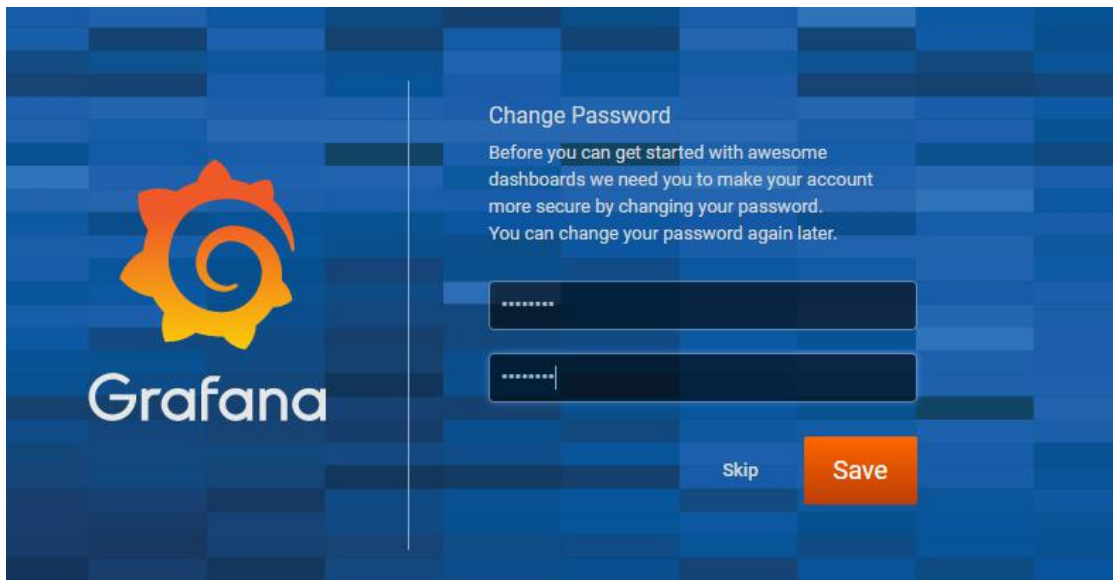 Grafana
Change Password
Before you can get started with awesome
dashboards we need you to make your account
more secure by changing your password.
You can change your password again later.
••••••••
••••••••
Skip
Save